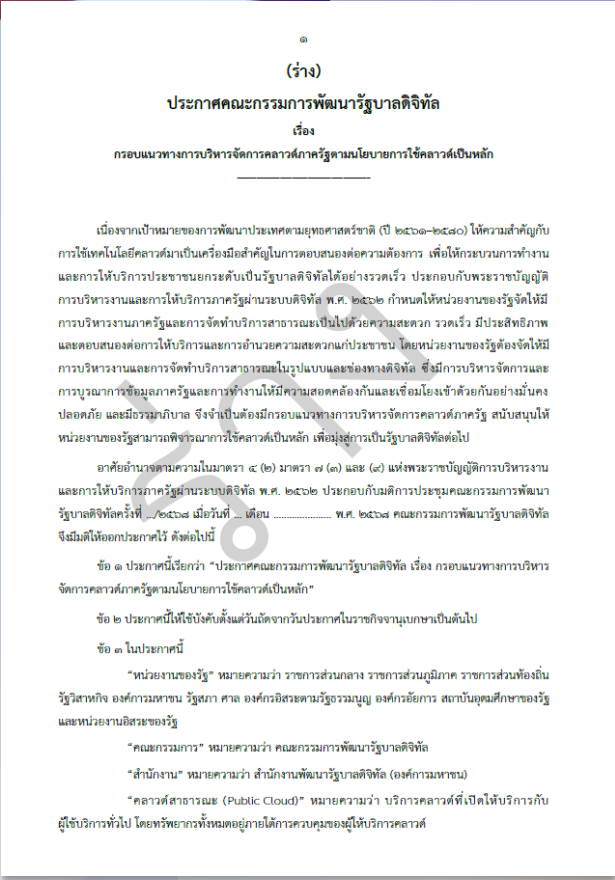 ๑
(ร่าง)
ประกาศคณะกรรมการพัฒนารัฐบาลดิจิทัล
เรื่อง
กรอบแนวทางการบริหารจัดการคลาวด์ภาครัฐตามนโยบายการใช้คลาวด์เป็นหลัก
เนื่องจากเป้าหมายของการพัฒนาประเทศตามยุทธศาสตร์ชาติ (ปี ๒๕๖๑–๒๕๘๐) ให้ความสำคัญกับ
การใช้เทคโนโลยีคลาวด์มาเป็นเครื่องมือสำคัญในการตอบสนองต่อความต้องการ เพื่อให้กระบวนการทำงาน
และการให้บริการประชาชนยกระดับเป็นรัฐบาลดิจิทัลได้อย่างรวดเร็ว ประกอบกับพระราชบัญญัติ
การบริหารงานและการให้บริการภาครัฐผ่านระบบดิจิทัล พ.ศ. ๒๕๖๒ กำหนดให้หน่วยงานของรัฐจัดให้มี
การบริหารงานภาครัฐและการจัดทำบริการสาธารณะเป็นไปด้วยความสะดวก รวดเร็ว มีประสิทธิภาพ
และตอบสนองต่อการให้บริการและการอำนวยความสะดวกแก่ประชาชน โดยหน่วยงานของรัฐต้องจัดให้มี
การบริหารงานและการจัดทำบริการสาธารณะในรูปแบบและช่องทางดิจิทัล ซึ่งมีการบริหารจัดการและ
การบูรณาการข้อมูลภาครัฐและการทำงานให้มีความสอดคล้องกันและเชื่อมโยงเข้าด้วยกันอย่างมั่นคง
ปลอดภัย และมีธรรมาภิบาล จึงจำเป็นต้องมีกรอบแนวทางการบริหารจัดการคลาวด์ภาครัฐ สนับสนุนให้
หน่วยงานของรัฐสามารถพิจารณาการใช้คลาวด์เป็นหลัก เพื่อมุ่งสู่การเป็นรัฐบาลดิจิทัลต่อไป
อาศัยอำนาจตามความในมาตรา ๔ (๒) มาตรา ๗ (๓) และ (๙) แห่งพระราชบัญญัติการบริหารงาน
และการให้บริการภาครัฐผ่านระบบดิจิทัล พ.ศ. ๒๕๖๒ ประกอบกับมติการประชุมคณะกรรมการพัฒนา
รัฐบาลดิจิทัลครั้งที่ .../๒๕๖๘ เมื่อวันที่ ... เดือน ...................... พ.ศ. ๒๕๖๘ คณะกรรมการพัฒนารัฐบาลดิจิทัล
จึงมีมติให้ออกประกาศไว้ ดังต่อไปนี้
ข้อ ๑ ประกาศนี้เรียกว่า “ประกาศคณะกรรมการพัฒนารัฐบาลดิจิทัล เรื่อง กรอบแนวทางการบริหาร
จัดการคลาวด์ภาครัฐตามนโยบายการใช้คลาวด์เป็นหลัก”
ข้อ ๒ ประกาศนี้ให้ใช้บังคับตั้งแต่วันถัดจากวันประกาศในราชกิจจานุเบกษาเป็นต้นไป
ข้อ ๓ ในประกาศนี้
“หน่วยงานของรัฐ” หมายความว่า ราชการส่วนกลาง ราชการส่วนภูมิภาค ราชการส่วนท้องถิ่น
รัฐวิสาหกิจ องค์การมหาชน รัฐสภา ศาล องค์กรอิสระตามรัฐธรรมนูญ องค์กรอัยการ สถาบันอุดมศึกษาของรัฐ
และหน่วยงานอิสระของรัฐ
“คณะกรรมการ” หมายความว่า คณะกรรมการพัฒนารัฐบาลดิจิทัล
“สำนักงาน” หมายความว่า สำนักงานพัฒนารัฐบาลดิจิทัล (องค์การมหาชน)
“คลาวด์สาธารณะ (Public Cloud)” หมายความว่า บริการคลาวด์ที่เปิดให้บริการกับ
ผู้ใช้บริการทั่วไป โดยทรัพยากรทั้งหมดอยู่ภายใต้การควบคุมของผู้ให้บริการคลาวด์
ร่าง